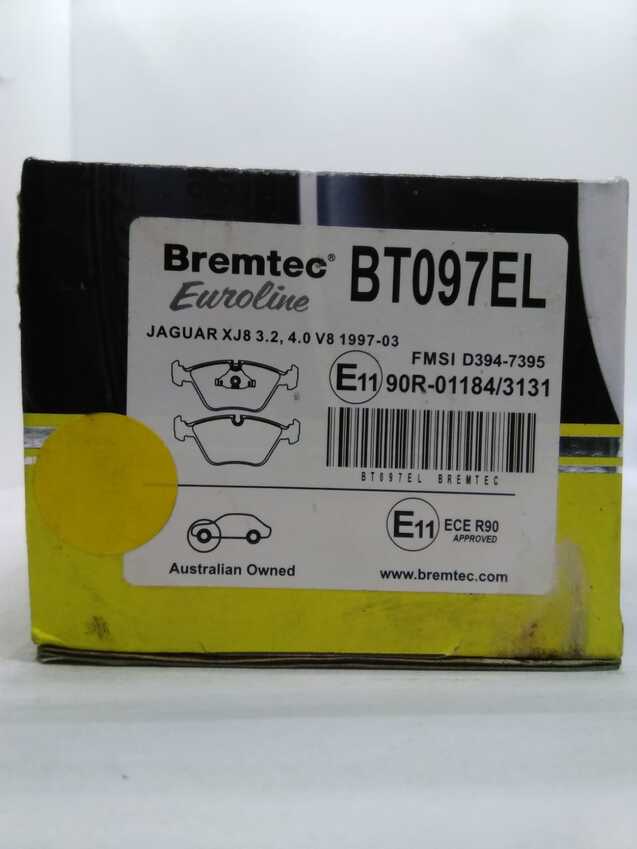 Bremtec® BT097EL
Euroline
JAGUAR XJ8 3.2, 4.0 V8 1997-03
FMSI D394-7395
E11 90R-01184/3131
BT097EL BREMTEC
E11 ECE R90
APPROVED
Australian Owned
www.bremtec.com